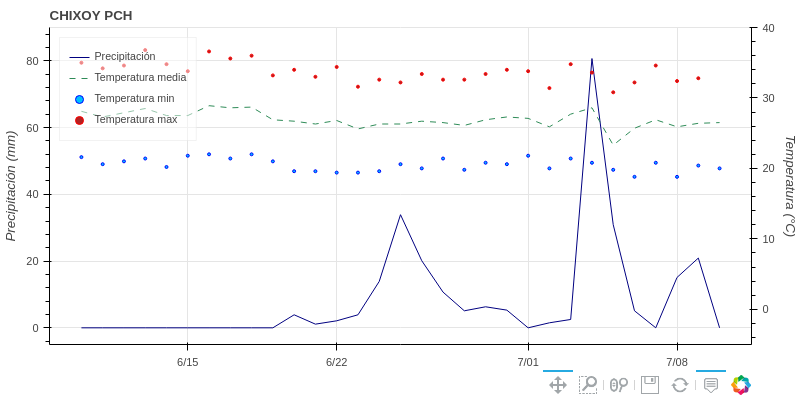 CHIXOY PCH
Precipitación
Temperatura media
Temperatura min
Temperatura max
Precipitación (mm)
80
60
40
20
0
Temperatura (°C)
40
30
20
10
0
6/15
6/22
7/01
7/08